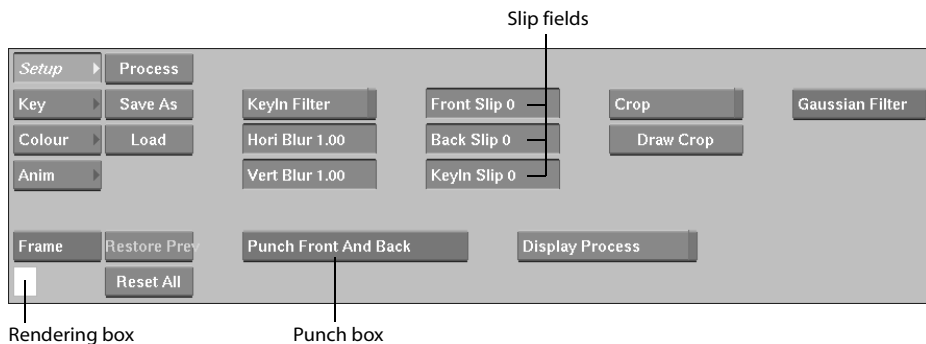 Slip fields
Setup Process
Key Save As KeyIn Filter Front Slip 0 Crop Gaussian Filter
Colour Load Hori Blur 1.00 Back Slip 0 Draw Crop
Anim Vert Blur 1.00 KeyIn Slip 0
Frame Restore Prev Punch Front And Back Display Process
Reset All
Rendering box Punch box